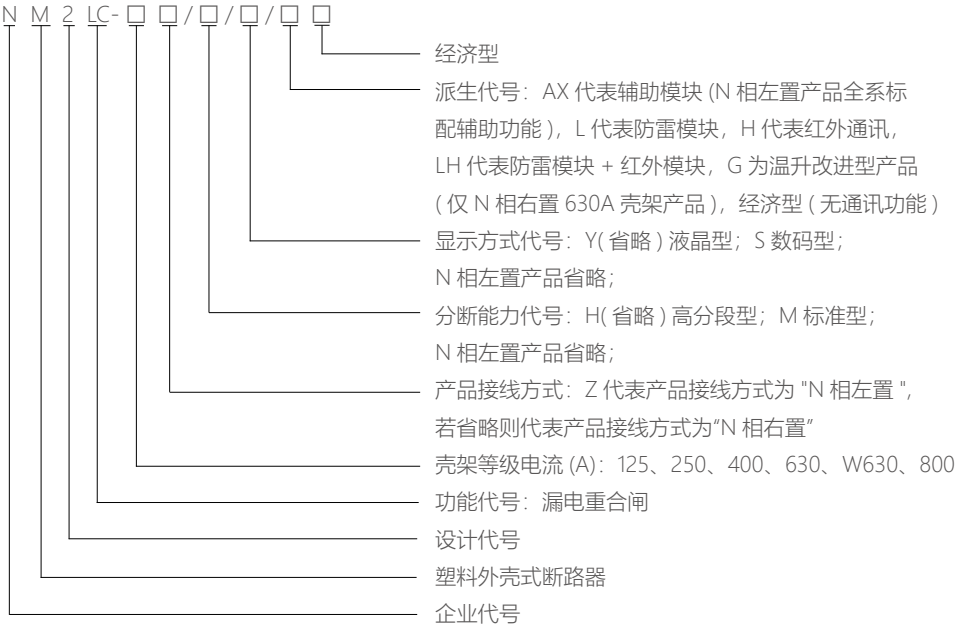 N M 2 LC-□ □/□/□/□ □
经济型
派生代号：AX 代表辅助模块 (N 相左置产品全系标
配辅助功能 )，L 代表防雷模块，H 代表红外通讯，
LH 代表防雷模块 + 红外模块，G 为温升改进型产品
( 仅 N 相右置 630A 壳架产品 )，经济型 ( 无通讯功能 )
显示方式代号：Y( 省略 ) 液晶型；S 数码型；
N 相左置产品省略；
分断能力代号：H( 省略 ) 高分段型；M 标准型；
N 相左置产品省略；
产品接线方式：Z 代表产品接线方式为 "N 相左置 ",
若省略则代表产品接线方式为“N 相右置”
壳架等级电流 (A)：125、250、400、630、W630、800
功能代号：漏电重合闸
设计代号
塑料外壳式断路器
企业代号